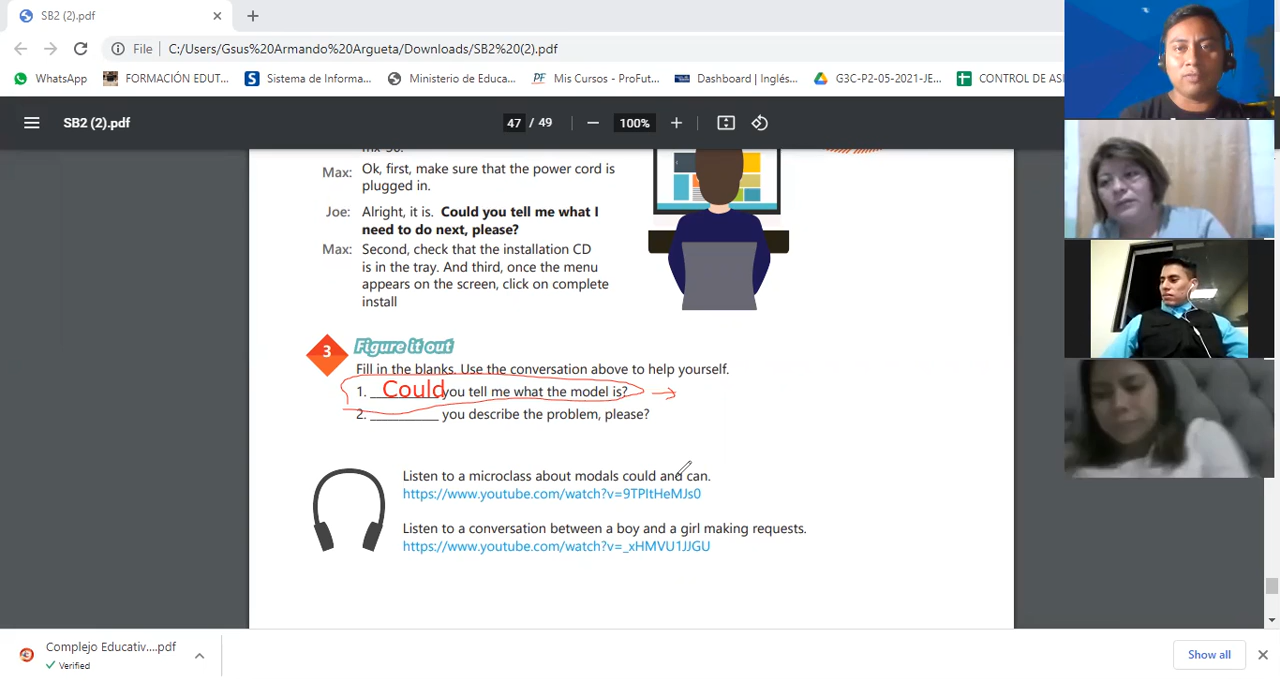 SB2 (2).pdf
File C:/Users/Gsus%20Armando%20Argueta/Downloads/SB2%20(2).pdf
WhatsApp FORMACIÓN EDUT... Sistema de Informa... Ministerio de Educa... PF Mis Cursos - ProFut... Dashboard | Inglés... G3C-P2-05-2021-JE... CONTROL DE ASI
SB2 (2).pdf 47 / 49 100%
Max: Ok, first, make sure that the power cord is
plugged in.
Joe: Alright, it is. Could you tell me what I
need to do next, please?
Max: Second, check that the installation CD
is in the tray. And third, once the menu
appears on the screen, click on complete
install
3 Figure it out
Fill in the blanks. Use the conversation above to help yourself.
1. Could you tell me what the model is?
2. __________ you describe the problem, please?
Listen to a microclass about modals could and can.
https://www.youtube.com/watch?v=9TPItHeMJs0
Listen to a conversation between a boy and a girl making requests.
https://www.youtube.com/watch?v=_xHMVU1JJGU
Complejo Educativ....pdf
Verified
Show all